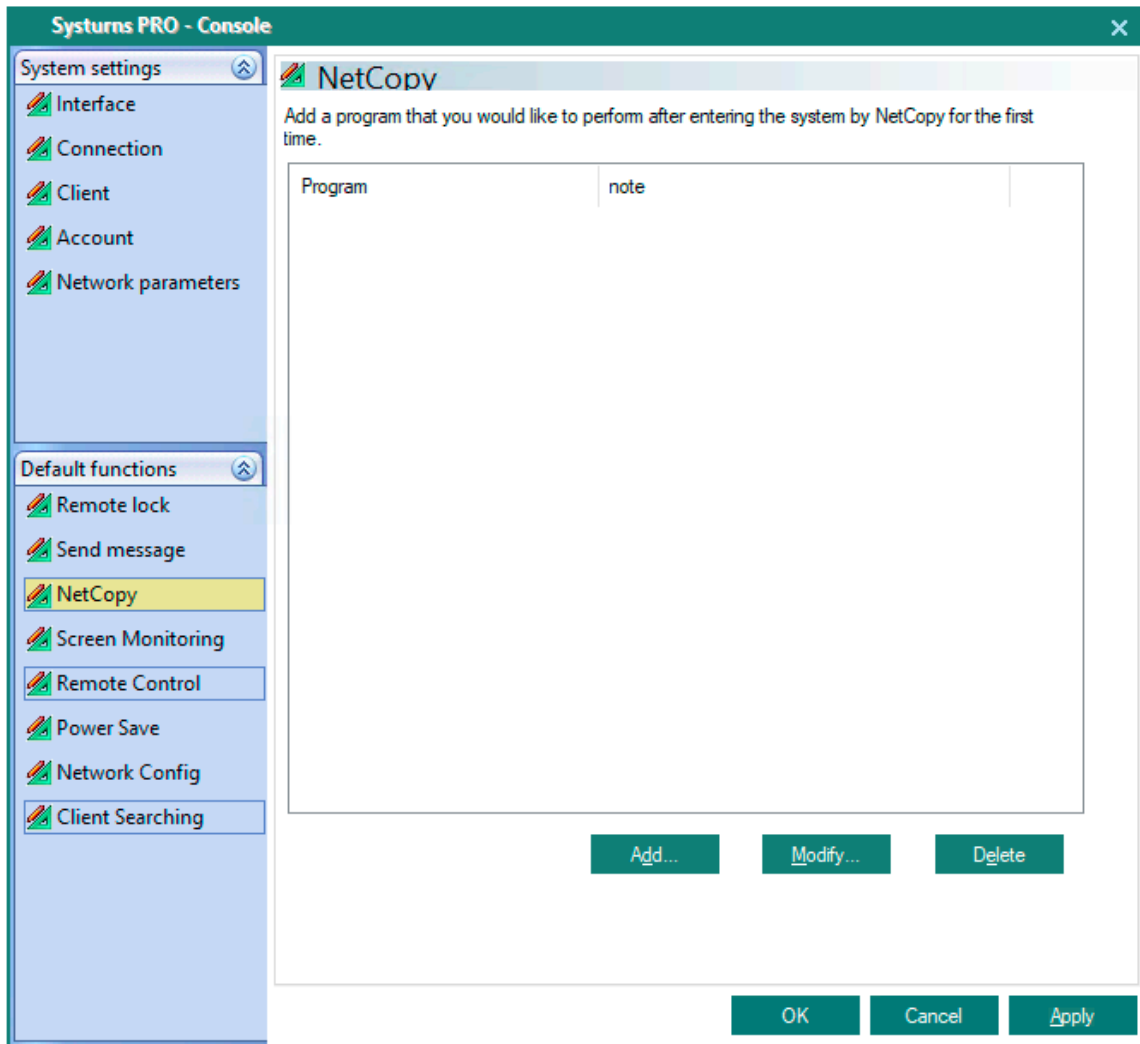 Systurns PRO - Console
System settings
Interface
Connection
Client
Account
Network parameters
Default functions
Remote lock
Send message
NetCopy
Screen Monitoring
Remote Control
Power Save
Network Config
Client Searching
NetCopy
Add a program that you would like to perform after entering the system by NetCopy for the first
time.
Program note
Add... Modify... Delete
OK Cancel Apply